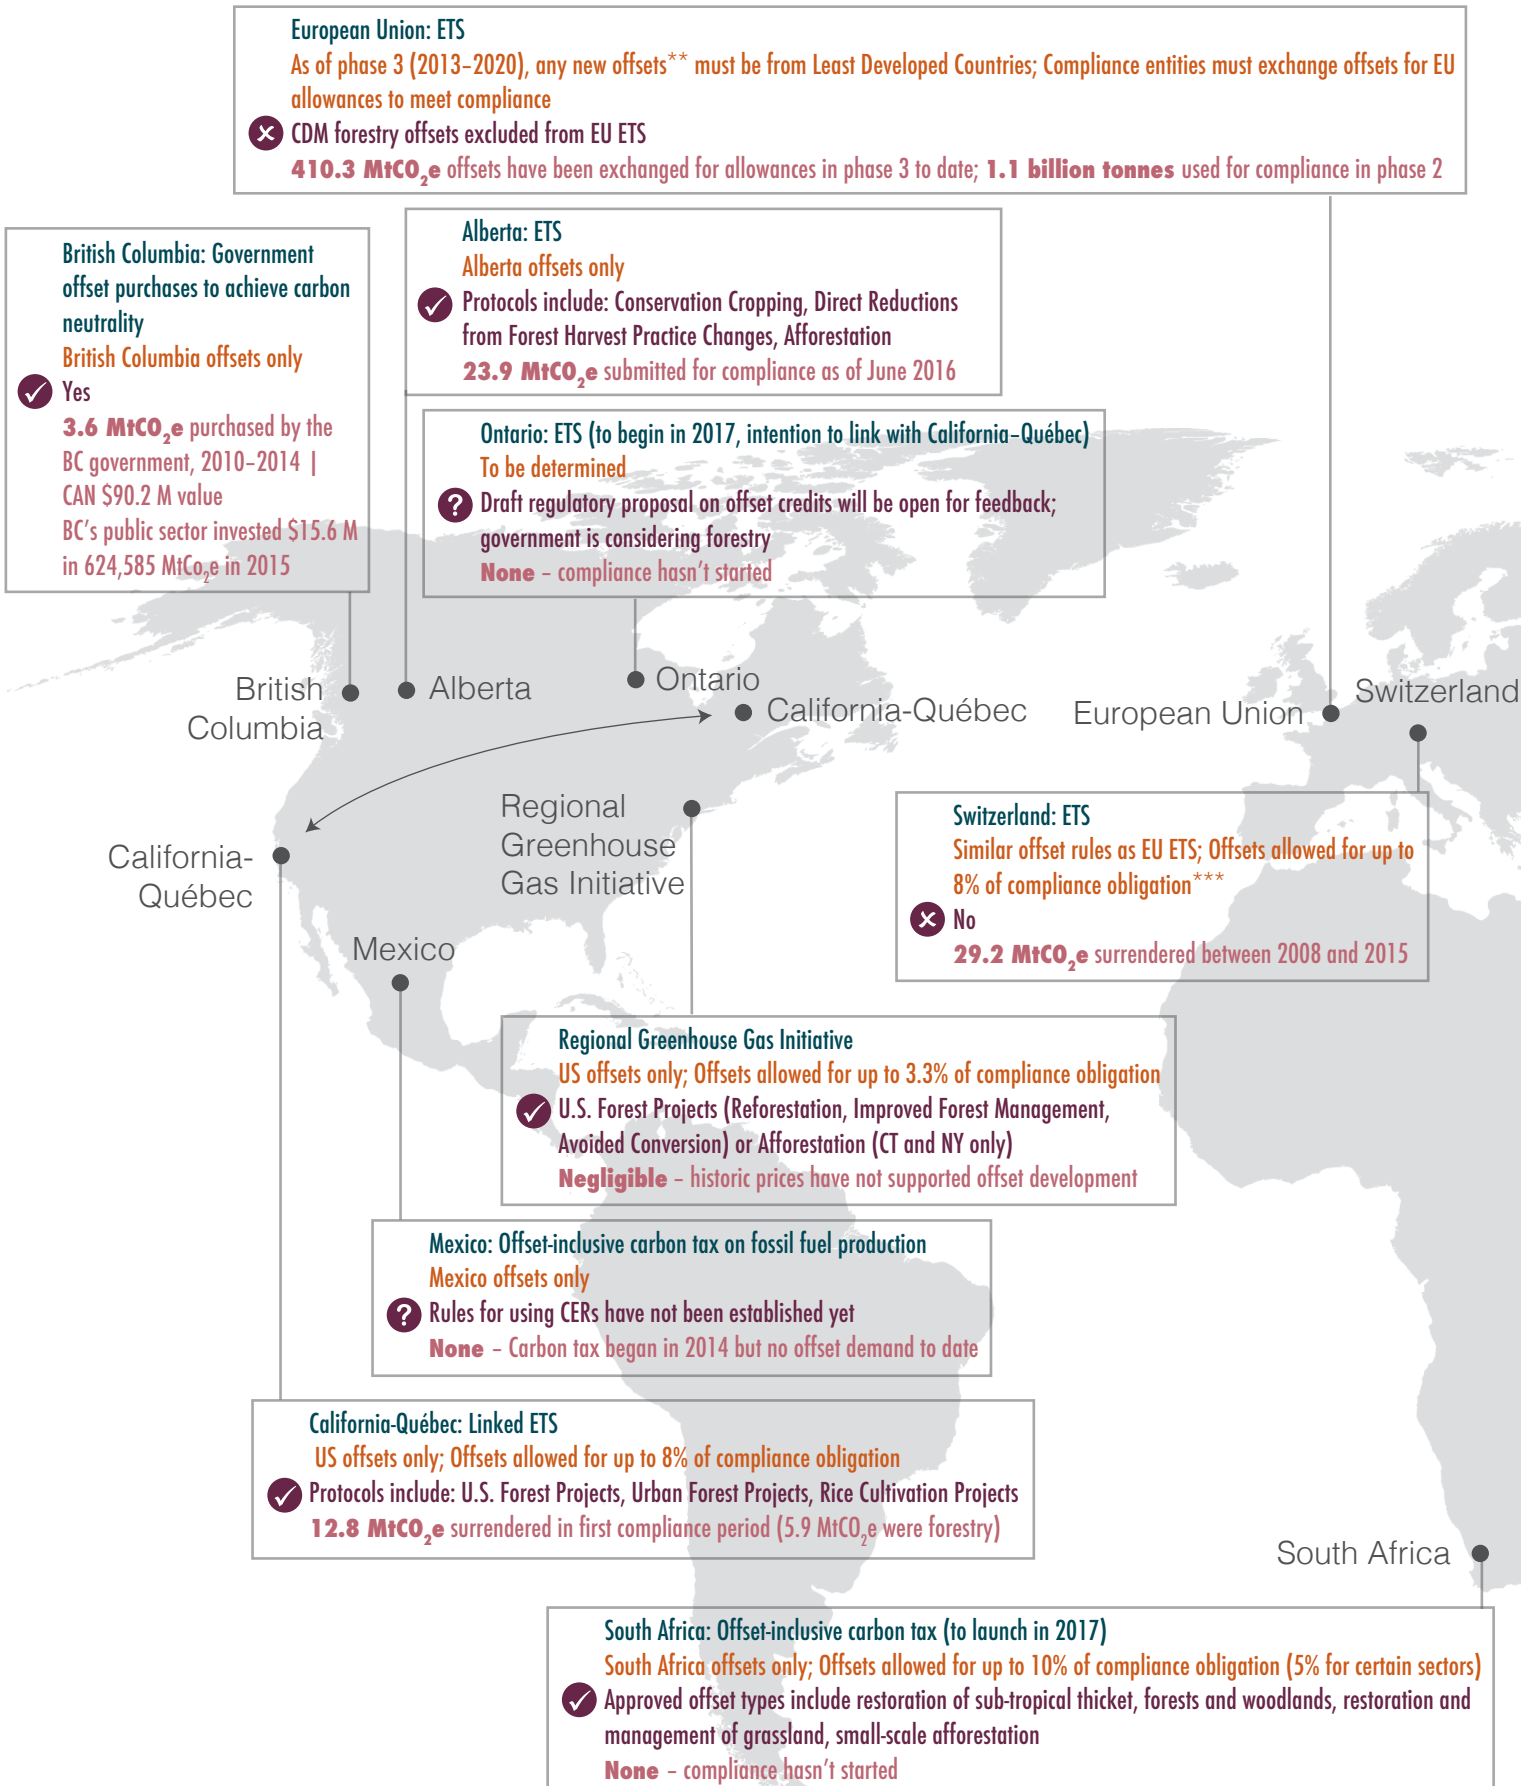 European Union: ETS
As of phase 3 (2013–2020), any new offsets** must be from Least Developed Countries; Compliance entities must exchange offsets for EU
allowances to meet compliance
CDM forestry offsets excluded from EU ETS
410.3 MtCO₂e offsets have been exchanged for allowances in phase 3 to date; 1.1 billion tonnes used for compliance in phase 2
British Columbia: Government
offset purchases to achieve carbon
neutrality
British Columbia offsets only
Yes
3.6 MtCO₂e purchased by the
BC government, 2010–2014 |
CAN $90.2 M value
BC's public sector invested $15.6 M
in 624,585 MtCo₂e in 2015
Alberta: ETS
Alberta offsets only
Protocols include: Conservation Cropping, Direct Reductions
from Forest Harvest Practice Changes, Afforestation
23.9 MtCO₂e submitted for compliance as of June 2016
Ontario: ETS (to begin in 2017, intention to link with California–Québec)
To be determined
? Draft regulatory proposal on offset credits will be open for feedback;
government is considering forestry
None – compliance hasn't started
British
Columbia
Alberta
Ontario
California-Québec
European Union
Switzerland
Regional
Greenhouse
Gas Initiative
California-
Québec
Mexico
Switzerland: ETS
Similar offset rules as EU ETS; Offsets allowed for up to
8% of compliance obligation***
No
29.2 MtCO₂e surrendered between 2008 and 2015
Regional Greenhouse Gas Initiative
US offsets only; Offsets allowed for up to 3.3% of compliance obligation
U.S. Forest Projects (Reforestation, Improved Forest Management,
Avoided Conversion) or Afforestation (CT and NY only)
Negligible – historic prices have not supported offset development
Mexico: Offset-inclusive carbon tax on fossil fuel production
Mexico offsets only
? Rules for using CERs have not been established yet
None – Carbon tax began in 2014 but no offset demand to date
California-Québec: Linked ETS
US offsets only; Offsets allowed for up to 8% of compliance obligation
Protocols include: U.S. Forest Projects, Urban Forest Projects, Rice Cultivation Projects
12.8 MtCO₂e surrendered in first compliance period (5.9 MtCO₂e were forestry)
South Africa
South Africa: Offset-inclusive carbon tax (to launch in 2017)
South Africa offsets only; Offsets allowed for up to 10% of compliance obligation (5% for certain sectors)
Approved offset types include restoration of sub-tropical thicket, forests and woodlands, restoration and
management of grassland, small-scale afforestation
None – compliance hasn't started